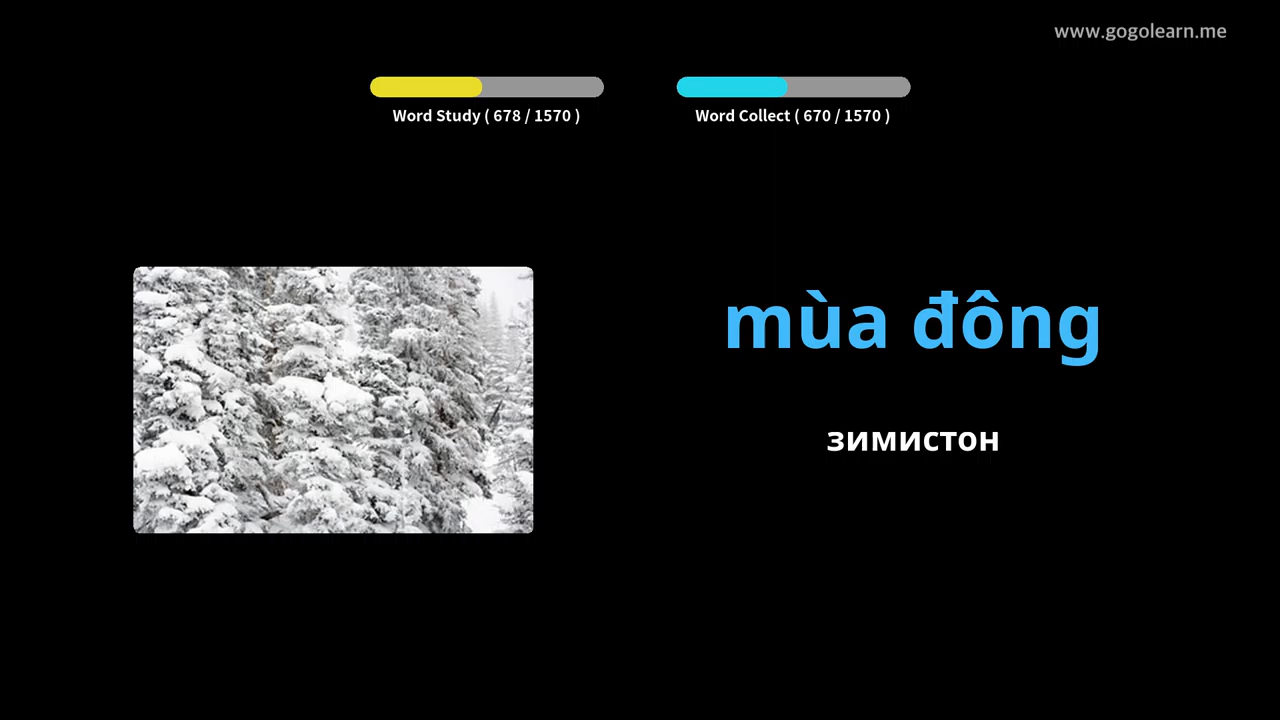 www.gogolearn.me
Word Study ( 678 / 1570 )
Word Collect ( 670 / 1570 )
mùa đông
зимистон